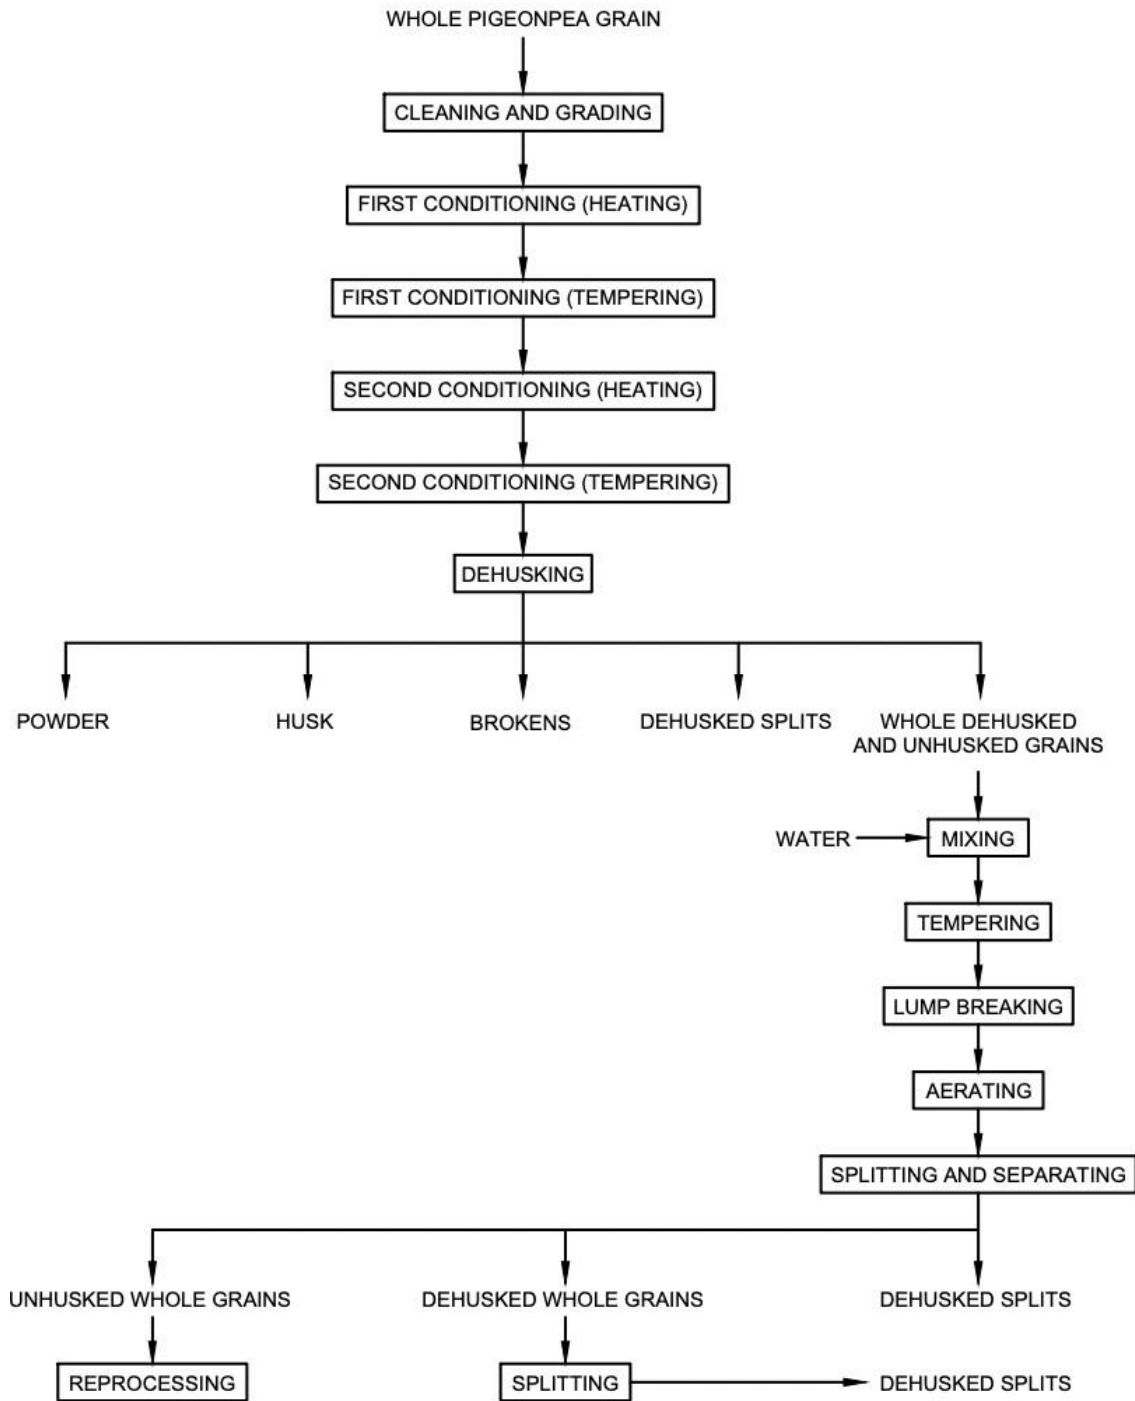 WHOLE PIGEONPEA GRAIN
CLEANING AND GRADING
FIRST CONDITIONING (HEATING)
FIRST CONDITIONING (TEMPERING)
SECOND CONDITIONING (HEATING)
SECOND CONDITIONING (TEMPERING)
DEHUSKING
POWDER
HUSK
BROKENS
DEHUSKED SPLITS
WHOLE DEHUSKED
AND UNHUSKED GRAINS
WATER
MIXING
TEMPERING
LUMP BREAKING
AERATING
SPLITTING AND SEPARATING
UNHUSKED WHOLE GRAINS
DEHUSKED WHOLE GRAINS
DEHUSKED SPLITS
REPROCESSING
SPLITTING
DEHUSKED SPLITS